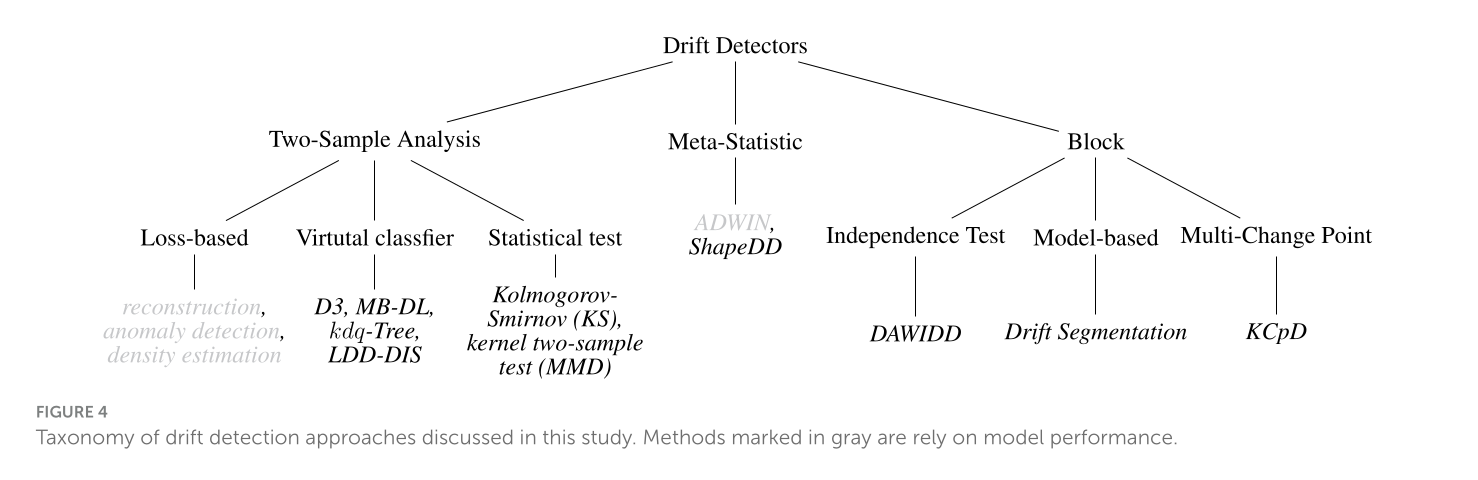 Drift Detectors
Two-Sample Analysis
Meta-Statistic
Block
Loss-based
Virtutal classfier
Statistical test
ADWIN,
ShapeDD
Independence Test
Model-based
Multi-Change Point
reconstruction,
anomaly detection,
density estimation
D3, MB-DL,
kdq-Tree,
LDD-DIS
Kolmogorov-
Smirnov (KS),
kernel two-sample
test (MMD)
DAWIDD
Drift Segmentation
KCpD
FIGURE 4
Taxonomy of drift detection approaches discussed in this study. Methods marked in gray are rely on model performance.